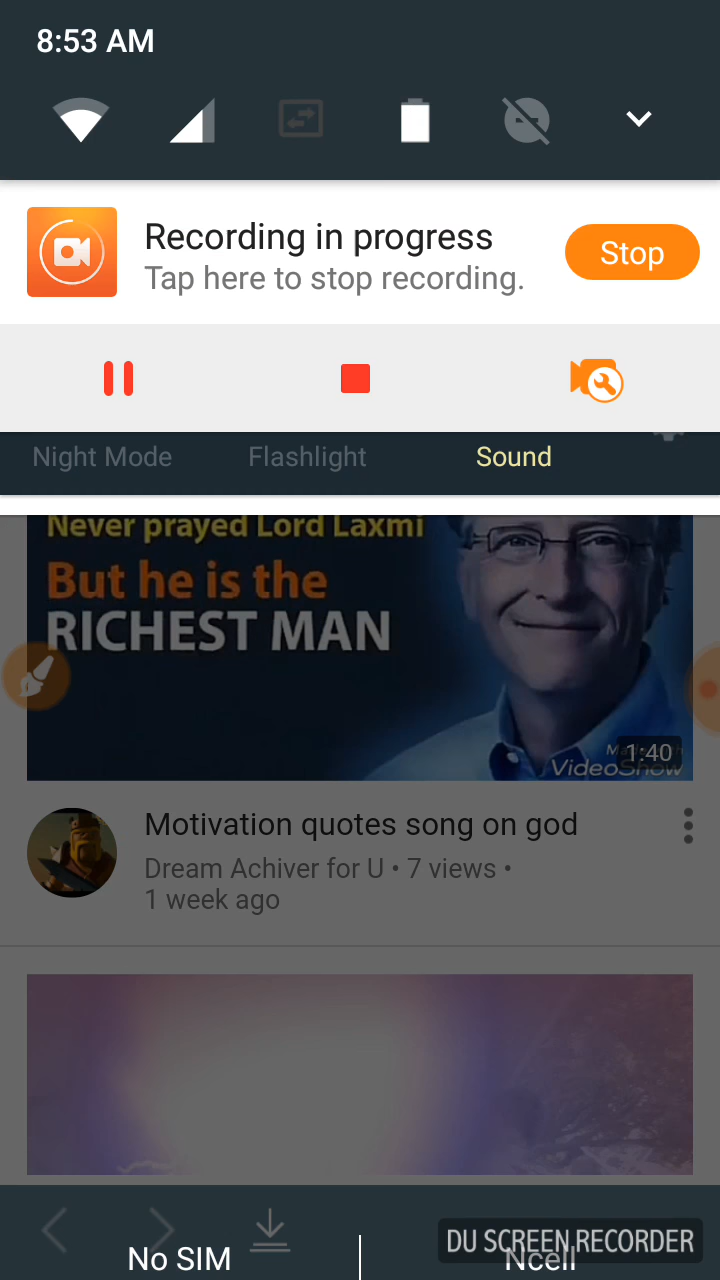 8:53 AM
Recording in progress
Tap here to stop recording.
Stop
Night Mode
Flashlight
Sound
Never prayed Lord Laxmi
But he is the
RICHEST MAN
1:40
VideoShow
Motivation quotes song on god
Dream Achiver for U • 7 views •
1 week ago
DU SCREEN RECORDER
No SIM
Ncell